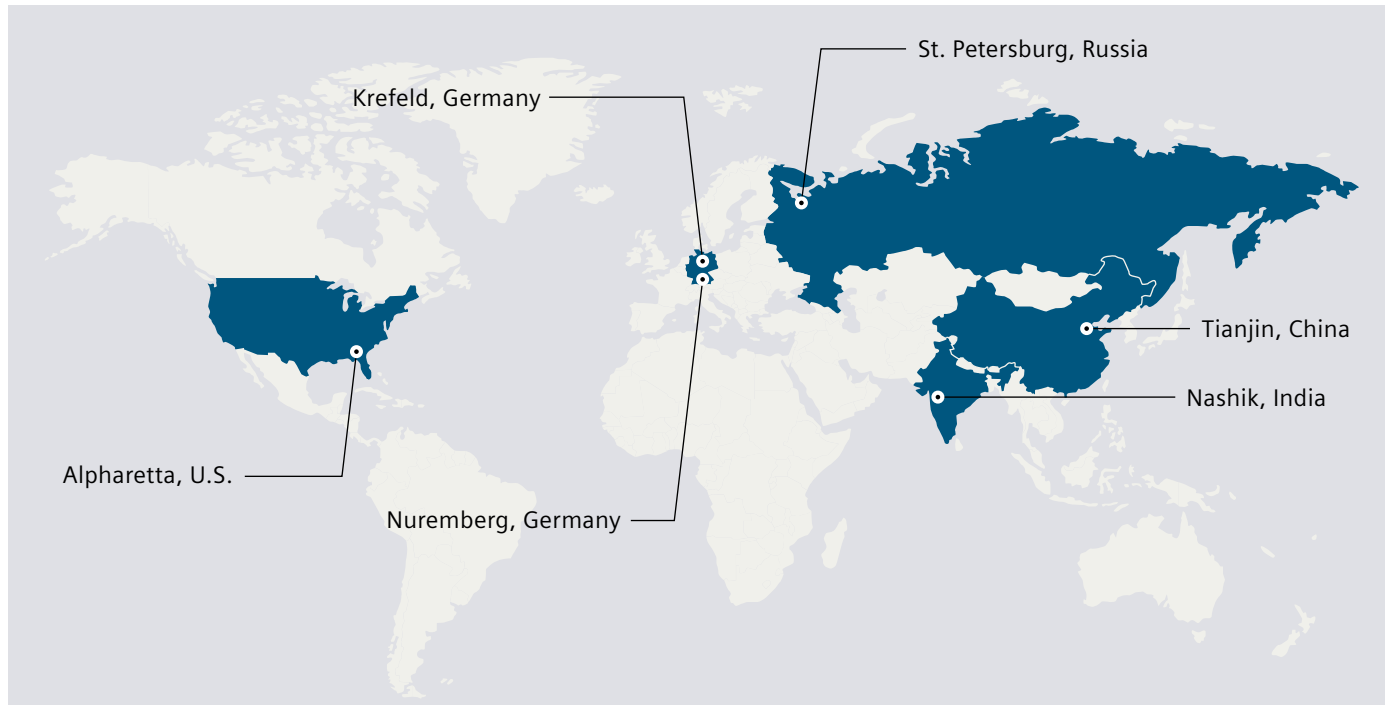 St. Petersburg, Russia
Krefeld, Germany
Tianjin, China
Nashik, India
Alpharetta, U.S.
Nuremberg, Germany